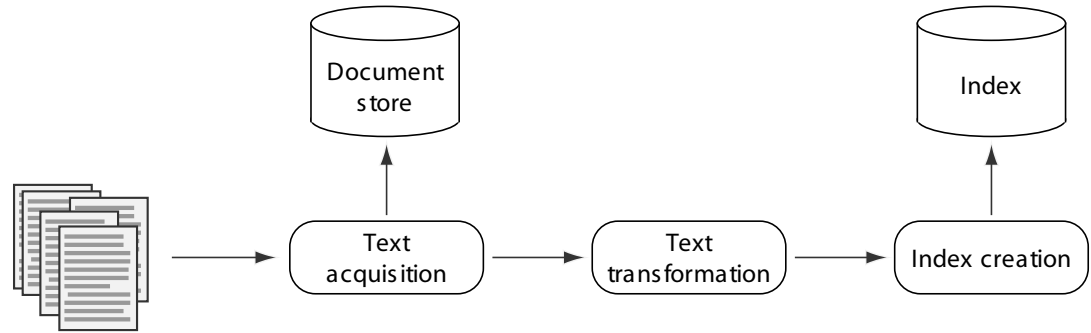 Document
store
Index
Text
acquisition
Text
transformation
Index creation